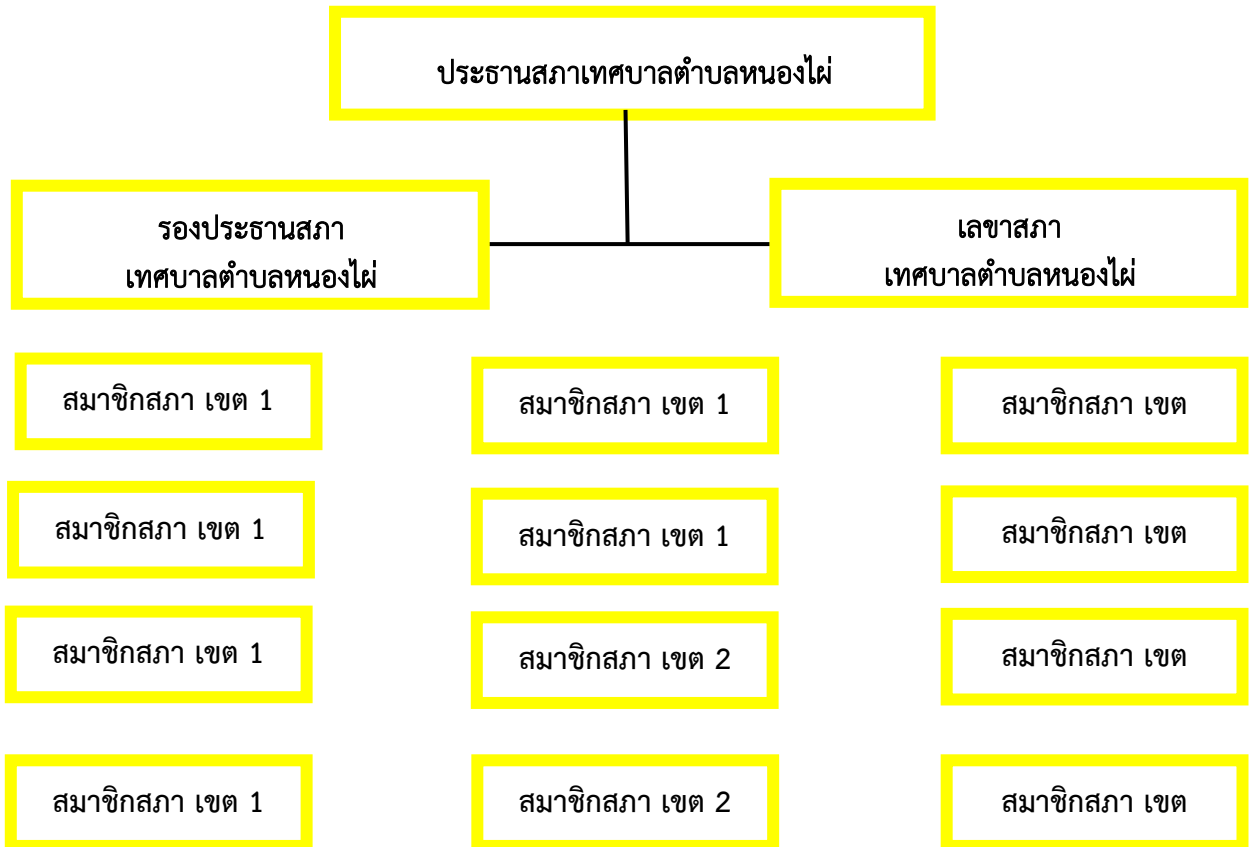 ประธานสภาเทศบาลตำบลหนองไผ่
รองประธานสภา
เทศบาลตำบลหนองไผ่
เลขาสภา
เทศบาลตำบลหนองไผ่
สมาชิกสภา เขต 1
สมาชิกสภา เขต 1
สมาชิกสภา เขต
สมาชิกสภา เขต 1
สมาชิกสภา เขต 1
สมาชิกสภา เขต
สมาชิกสภา เขต 1
สมาชิกสภา เขต 2
สมาชิกสภา เขต
สมาชิกสภา เขต 1
สมาชิกสภา เขต 2
สมาชิกสภา เขต